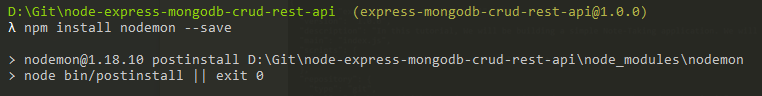 D:\Git\node-express-mongodb-crud-rest-api (express-mongodb-crud-rest-api@1.0.0)
λ npm install nodemon --save
> nodemon@1.18.10 postinstall D:\Git\node-express-mongodb-crud-rest-api\node_modules\nodemon
> node bin/postinstall || exit 0